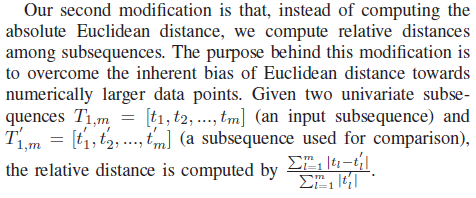 Our second modification is that, instead of computing the
absolute Euclidean distance, we compute relative distances
among subsequences. The purpose behind this modification is
to overcome the inherent bias of Euclidean distance towards
numerically larger data points. Given two univariate subse-
quences T_{1,m} = [t_1, t_2, ..., t_m] (an input subsequence) and
T'_{1,m} = [t'_1, t'_2, ..., t'_m] (a subsequence used for comparison),
the relative distance is computed by \frac{\sum_{l=1}^{m} |t_l - t'_l|}{\sum_{l=1}^{m} |t'_l|}.